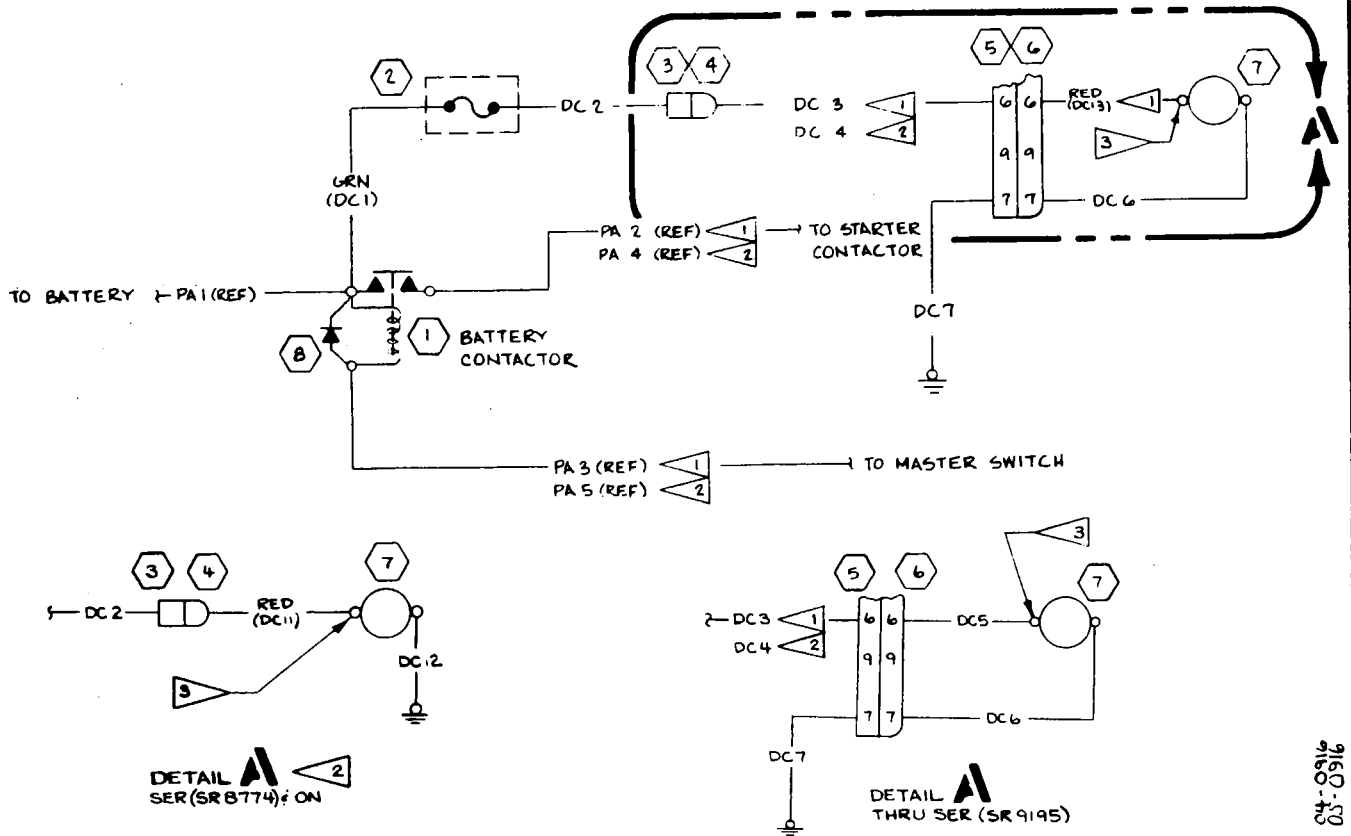 2
3 4
5 6
7
DC 2
DC 3 1
DC 4 2
6 6
9 9
7 7
RED
(DC13) 1
3
DC 6
A
GRN
(DC1)
PA 2 (REF) 1
PA 4 (REF) 2
TO STARTER
CONTACTOR
DC7
TO BATTERY PA1 (REF)
8
1
BATTERY
CONTACTOR
PA 3 (REF) 1
PA 5 (REF) 2
TO MASTER SWITCH
3 4
7
DC2
RED
(DC11)
DC12
3
DETAIL A 2
SER (SR8774) & ON
5 6
3
7
DC3 1
DC4 2
6 6
9 9
7 7
DC5
DC6
DC7
DETAIL A
THRU SER (SR9195)
04-0916
05-0916